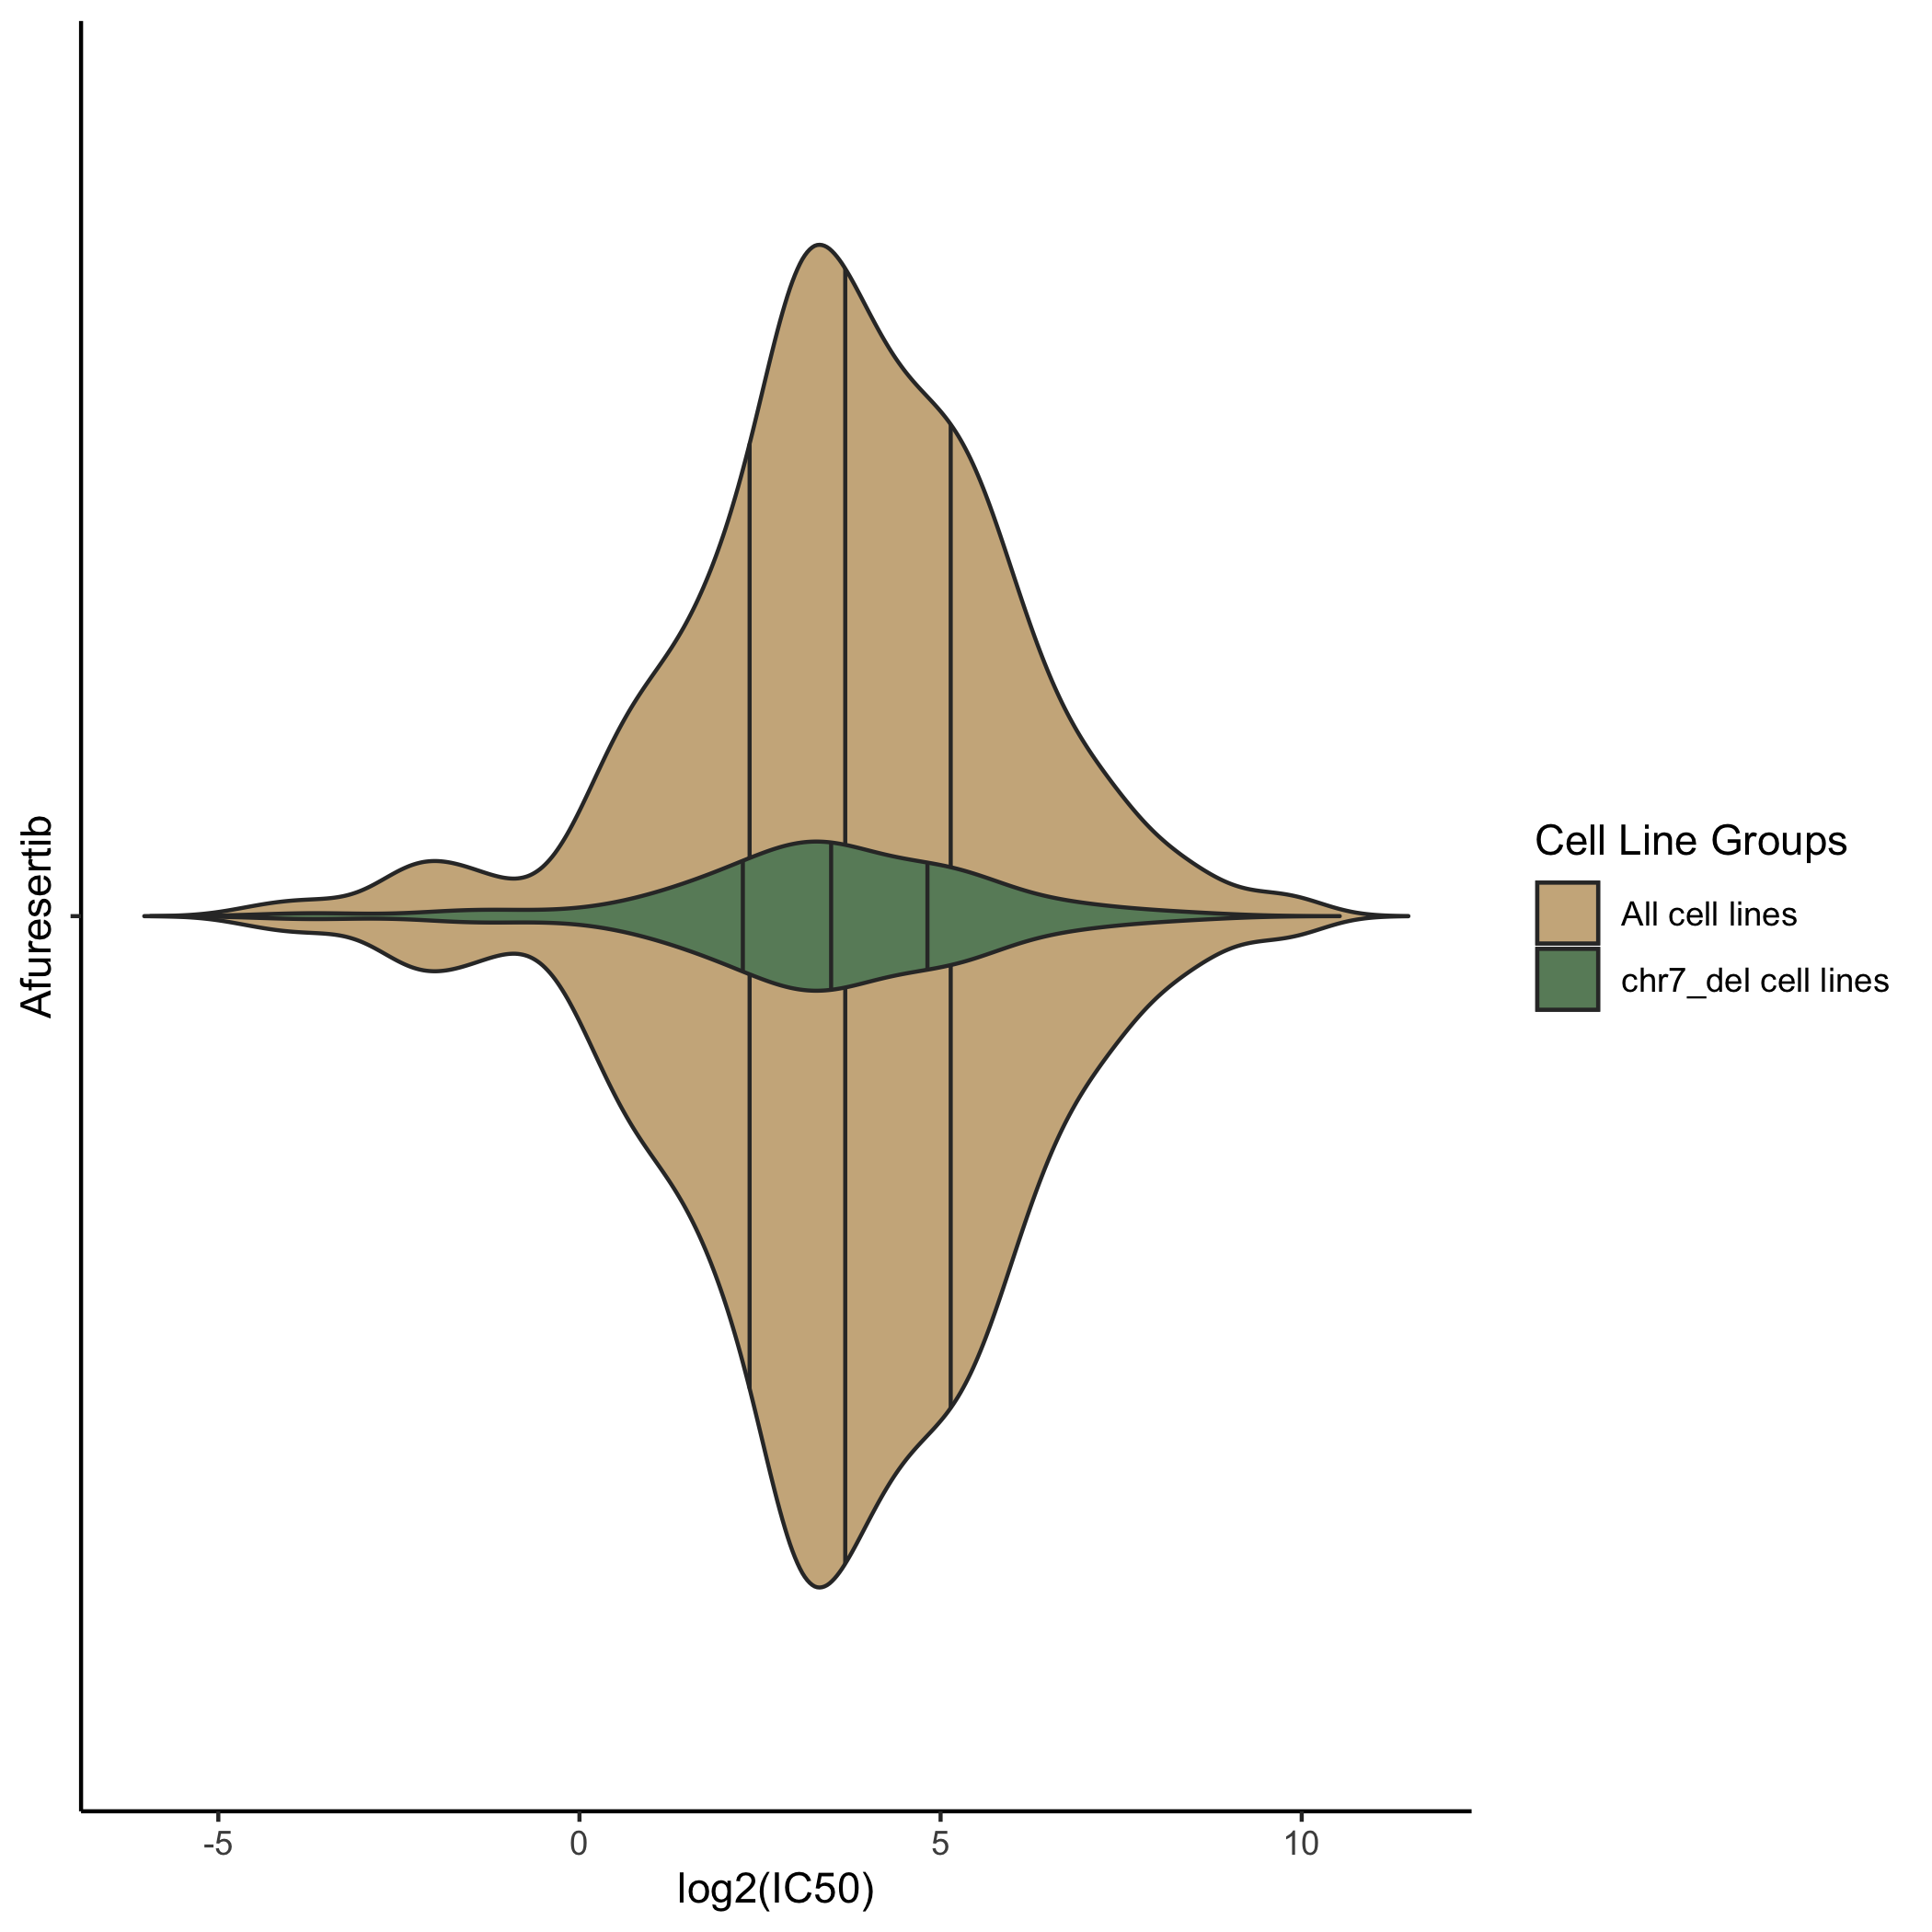 Afuresertib
-5
0
5
10
log2(IC50)
Cell Line Groups
All cell lines
chr7_del cell lines